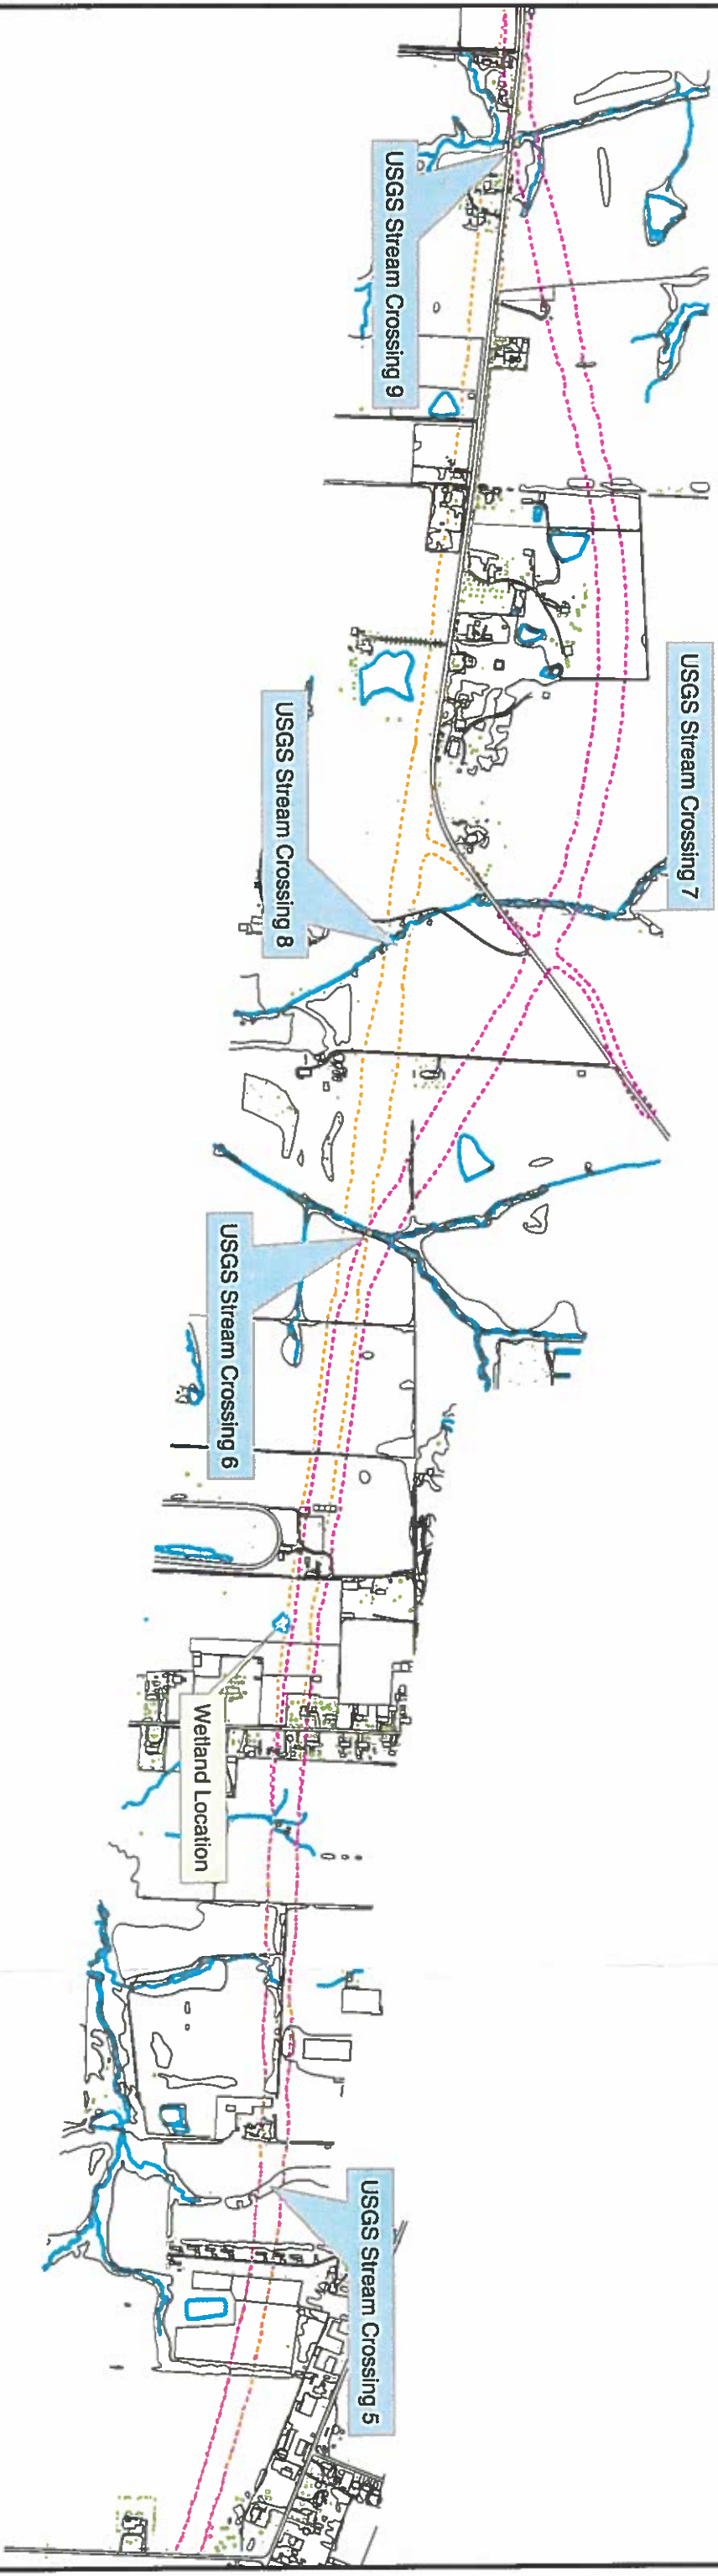 USGS Stream Crossing 9
USGS Stream Crossing 7
USGS Stream Crossing 8
USGS Stream Crossing 6
Wetland Location
USGS Stream Crossing 5